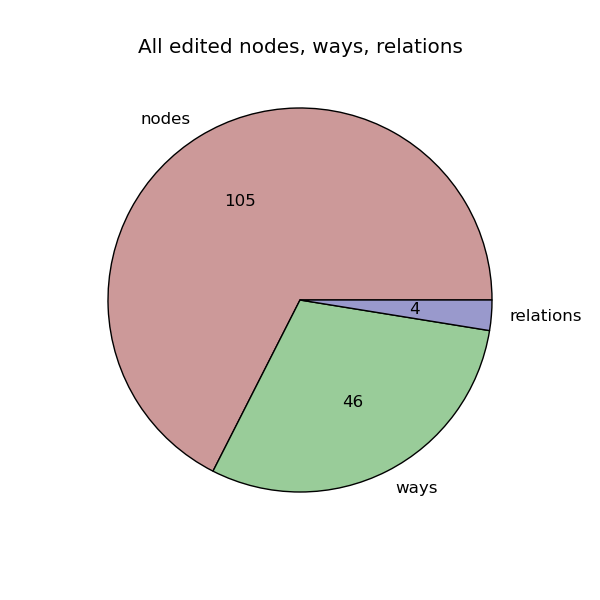 All edited nodes, ways, relations
nodes
105
4
relations
46
ways